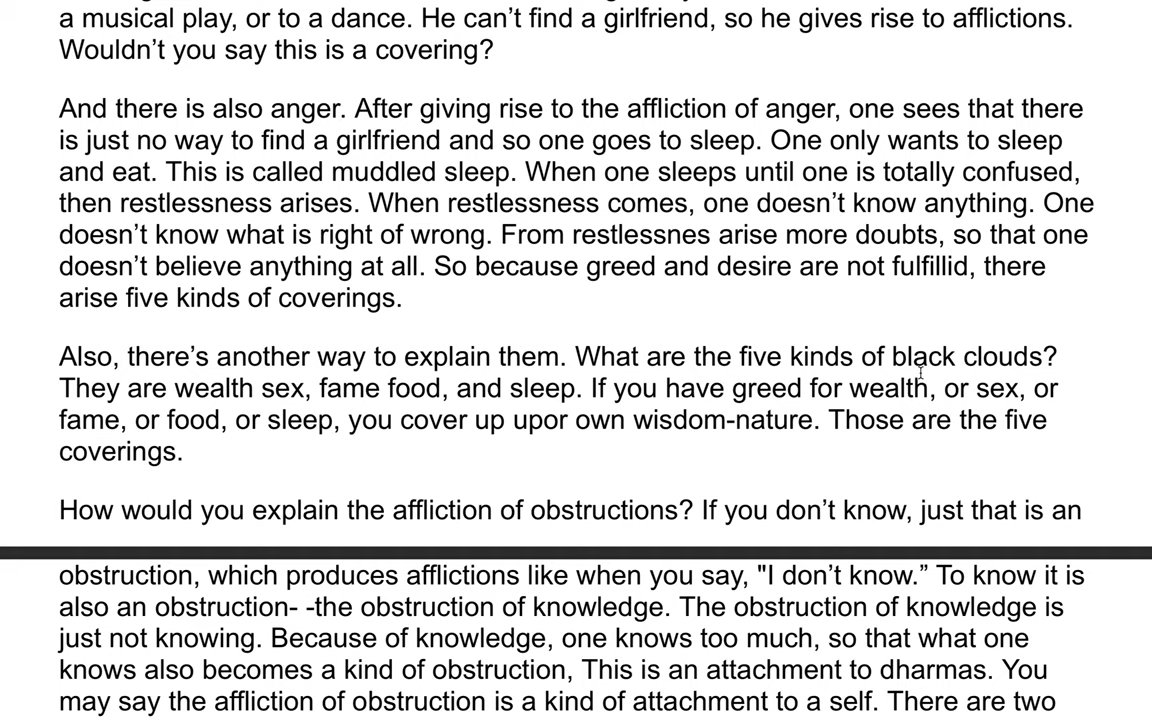 a musical play, or to a dance. He can’t find a girlfriend, so he gives rise to afflictions.
Wouldn’t you say this is a covering?
And there is also anger. After giving rise to the affliction of anger, one sees that there
is just no way to find a girlfriend and so one goes to sleep. One only wants to sleep
and eat. This is called muddled sleep. When one sleeps until one is totally confused,
then restlessness arises. When restlessness comes, one doesn’t know anything. One
doesn’t know what is right of wrong. From restlessnes arise more doubts, so that one
doesn’t believe anything at all. So because greed and desire are not fulfillid, there
arise five kinds of coverings.
Also, there’s another way to explain them. What are the five kinds of black clouds?
They are wealth sex, fame food, and sleep. If you have greed for wealth, or sex, or
fame, or food, or sleep, you cover up upor own wisdom-nature. Those are the five
coverings.
How would you explain the affliction of obstructions? If you don’t know, just that is an
obstruction, which produces afflictions like when you say, "I don’t know.” To know it is
also an obstruction- -the obstruction of knowledge. The obstruction of knowledge is
just not knowing. Because of knowledge, one knows too much, so that what one
knows also becomes a kind of obstruction, This is an attachment to dharmas. You
may say the affliction of obstruction is a kind of attachment to a self. There are two